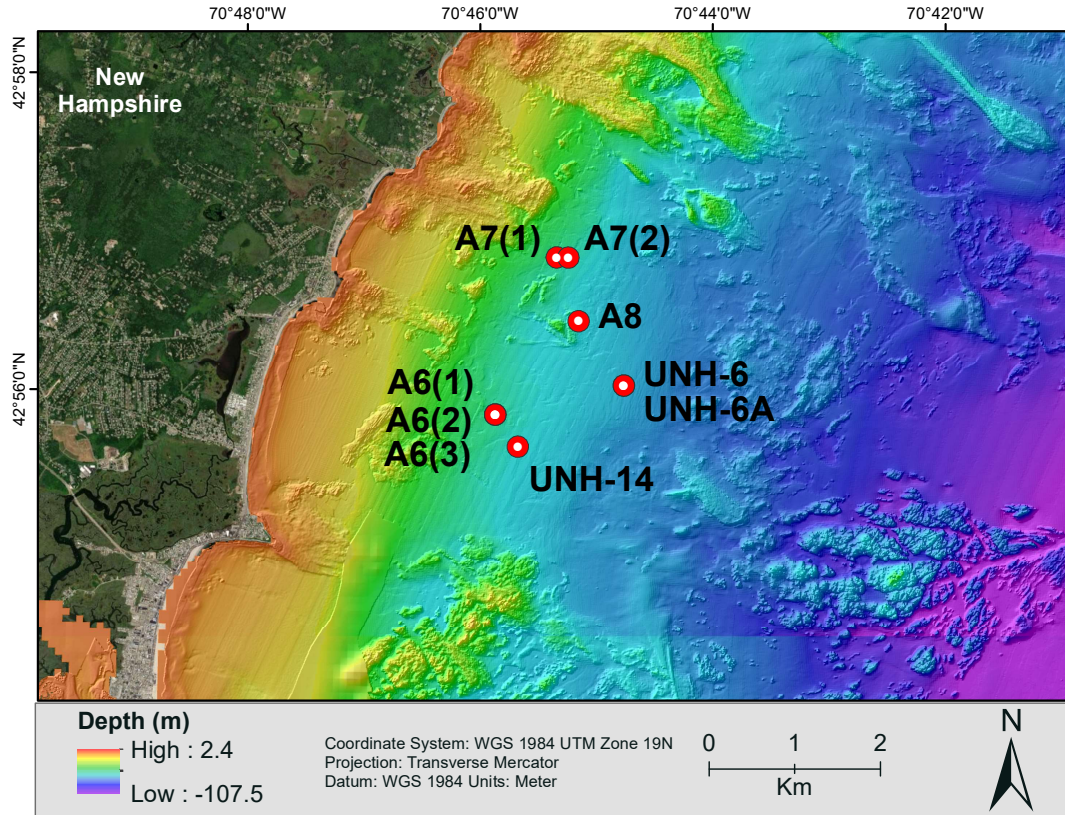 70°48'0"W 70°46'0"W 70°44'0"W 70°42'0"W
42°58'0"N
42°56'0"N
New
Hampshire
A7(1) A7(2)
A8
UNH-6
UNH-6A
A6(1)
A6(2)
A6(3)
UNH-14
Depth (m)
High : 2.4
Low : -107.5
Coordinate System: WGS 1984 UTM Zone 19N
Projection: Transverse Mercator
Datum: WGS 1984 Units: Meter
0 1 2
Km
N